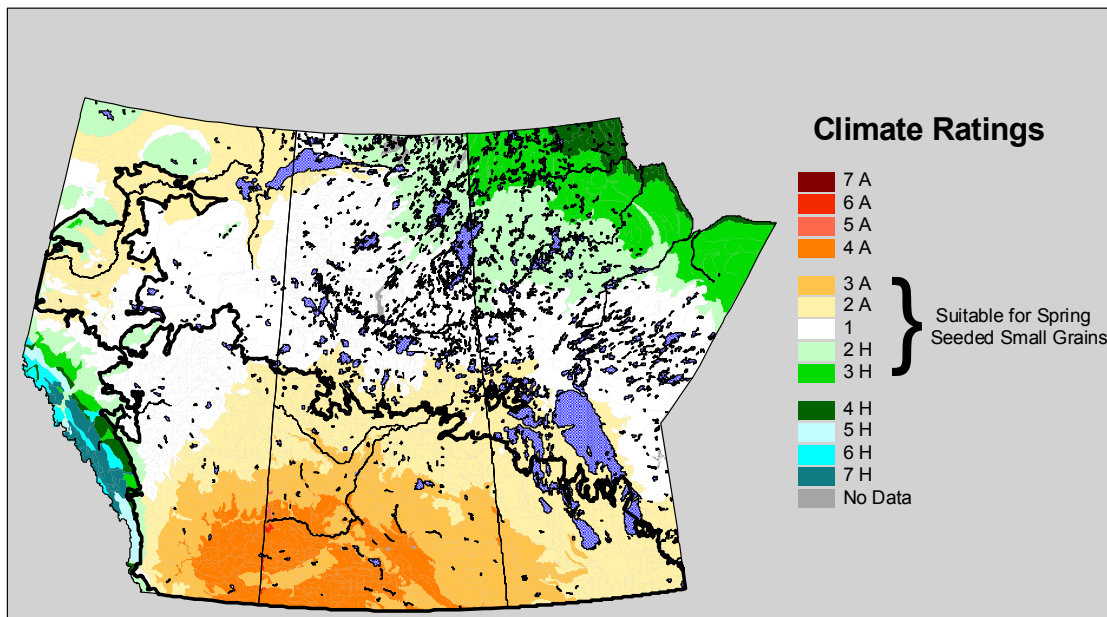 Climate Ratings
7 A
6 A
5 A
4 A
3 A
2 A
1
2 H
3 H
Suitable for Spring
Seeded Small Grains
4 H
5 H
6 H
7 H
No Data